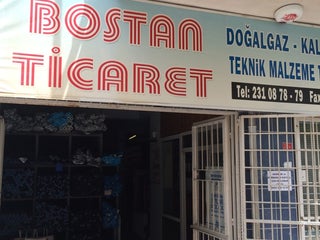 BOSTAN
TİCARET
DOĞALGAZ - KAL
TEKNİK MALZEME T
Tel: 231 08 78 - 79 Fax